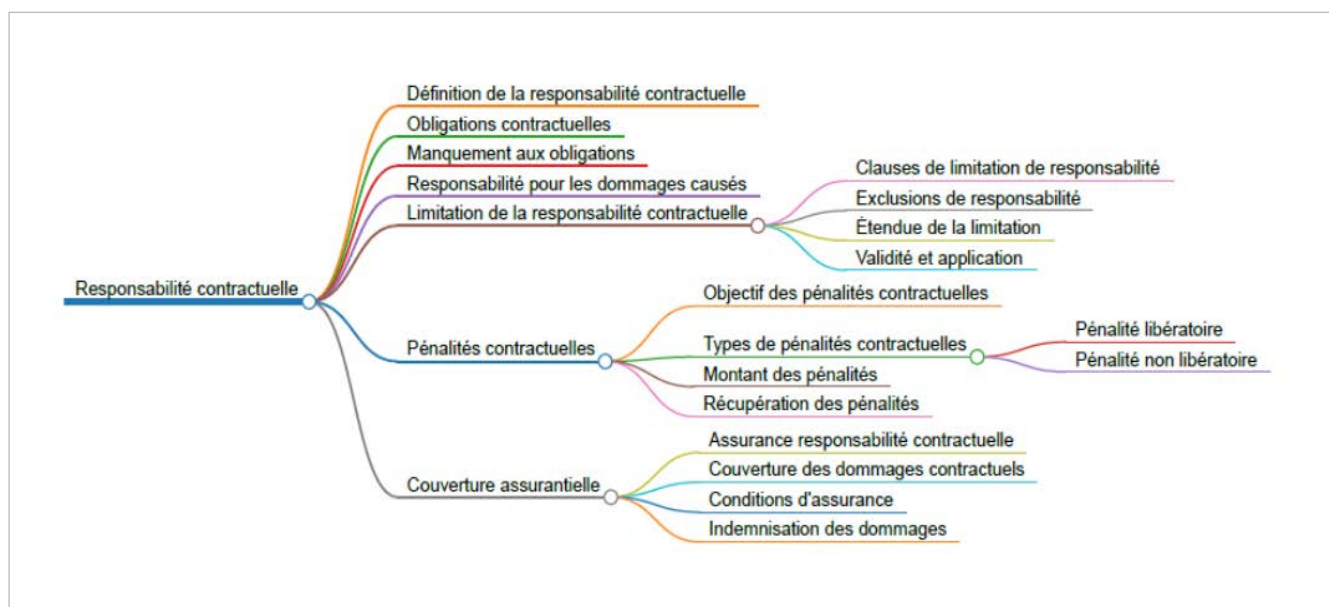 Responsabilité contractuelle
Définition de la responsabilité contractuelle
Obligations contractuelles
Manquement aux obligations
Responsabilité pour les dommages causés
Limitation de la responsabilité contractuelle
Clauses de limitation de responsabilité
Exclusions de responsabilité
Étendue de la limitation
Validité et application
Pénalités contractuelles
Objectif des pénalités contractuelles
Types de pénalités contractuelles
Pénalité libératoire
Pénalité non libératoire
Montant des pénalités
Récupération des pénalités
Couverture assurantielle
Assurance responsabilité contractuelle
Couverture des dommages contractuels
Conditions d'assurance
Indemnisation des dommages